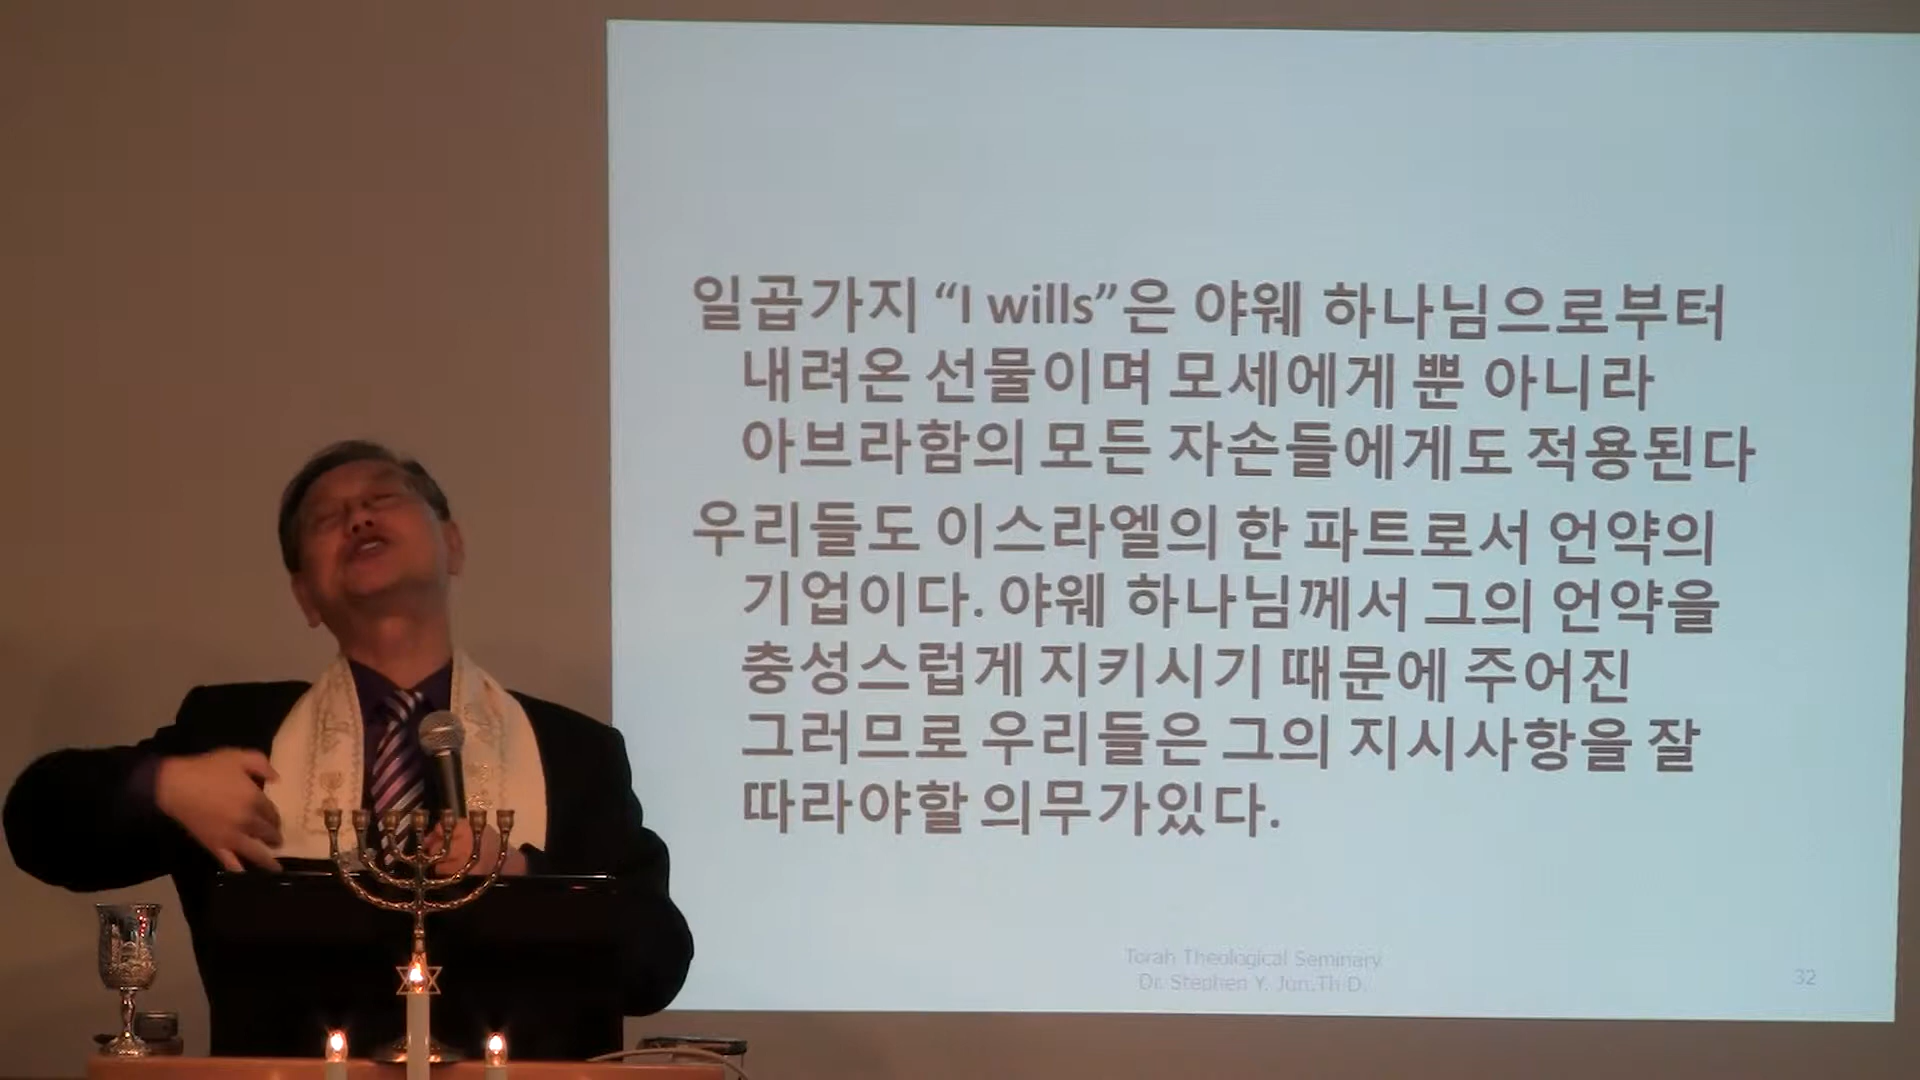 일곱가지 “I wills”은 야웨 하나님으로부터
내려온 선물이며 모세에게 뿐 아니라
아브라함의 모든 자손들에게도 적용된다
우리들도 이스라엘의 한 파트로서 언약의
기업이다. 야웨 하나님께서 그의 언약을
충성스럽게 지키시기 때문에 주어진
그러므로 우리들은 그의 지시사항을 잘
따라야할 의무가있다.
Torah Theological Seminary
Dr. Stephen Y. Jun.Th.D.
32